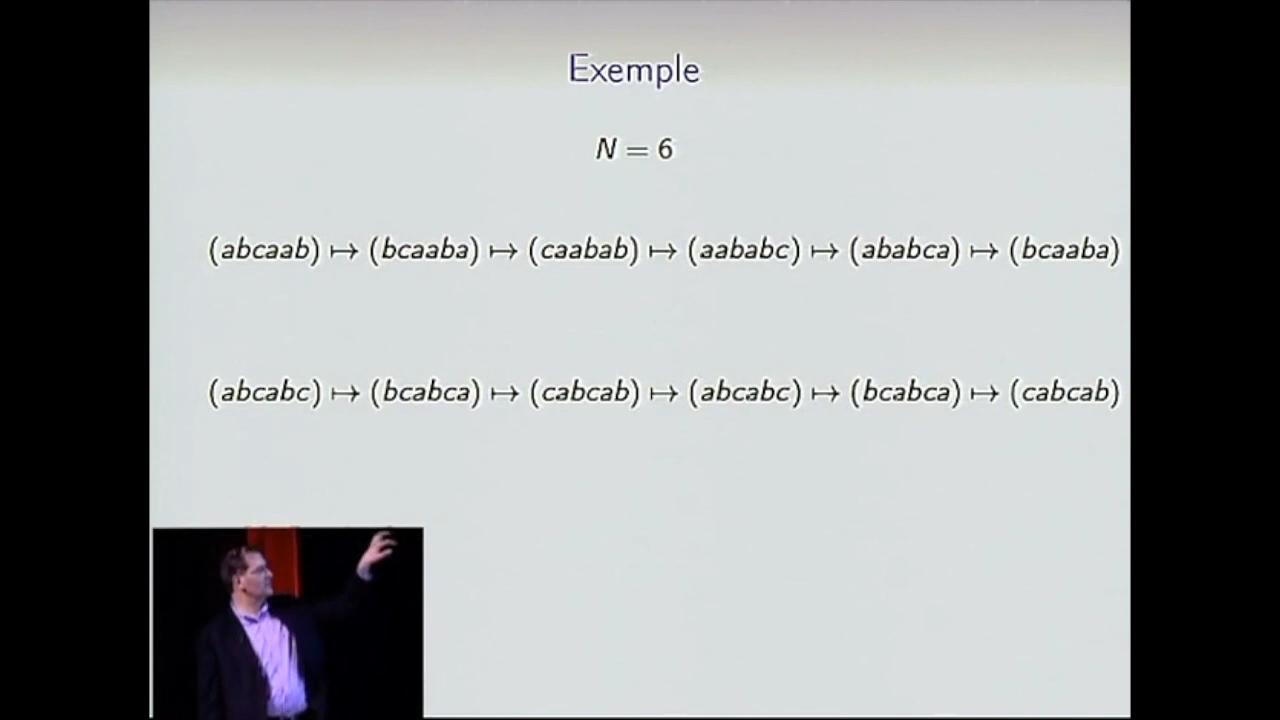 Exemple
N = 6
(abcaab) ↦ (bcaaba) ↦ (caabab) ↦ (aababc) ↦ (ababca) ↦ (bcaaba)
(abcabc) ↦ (bcabca) ↦ (cabcab) ↦ (abcabc) ↦ (bcabca) ↦ (cabcab)